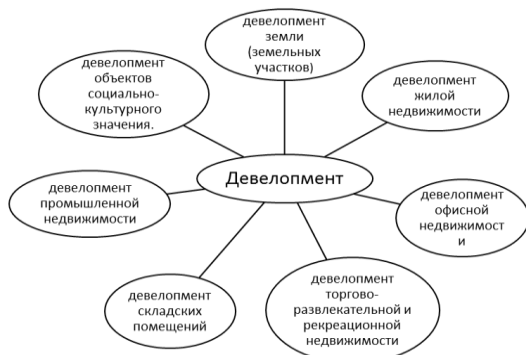 девелопмент
земли
(земельных
участков)
девелопмент
объектов
социально-
культурного
значения.
девелопмент
жилой
недвижимости
Девелопмент
девелопмент
промышленной
недвижимости
девелопмент
офисной
недвижимост
и
девелопмент
складских
помещений
девелопмент
торгово-
развлекательной и
рекреационной
недвижимости